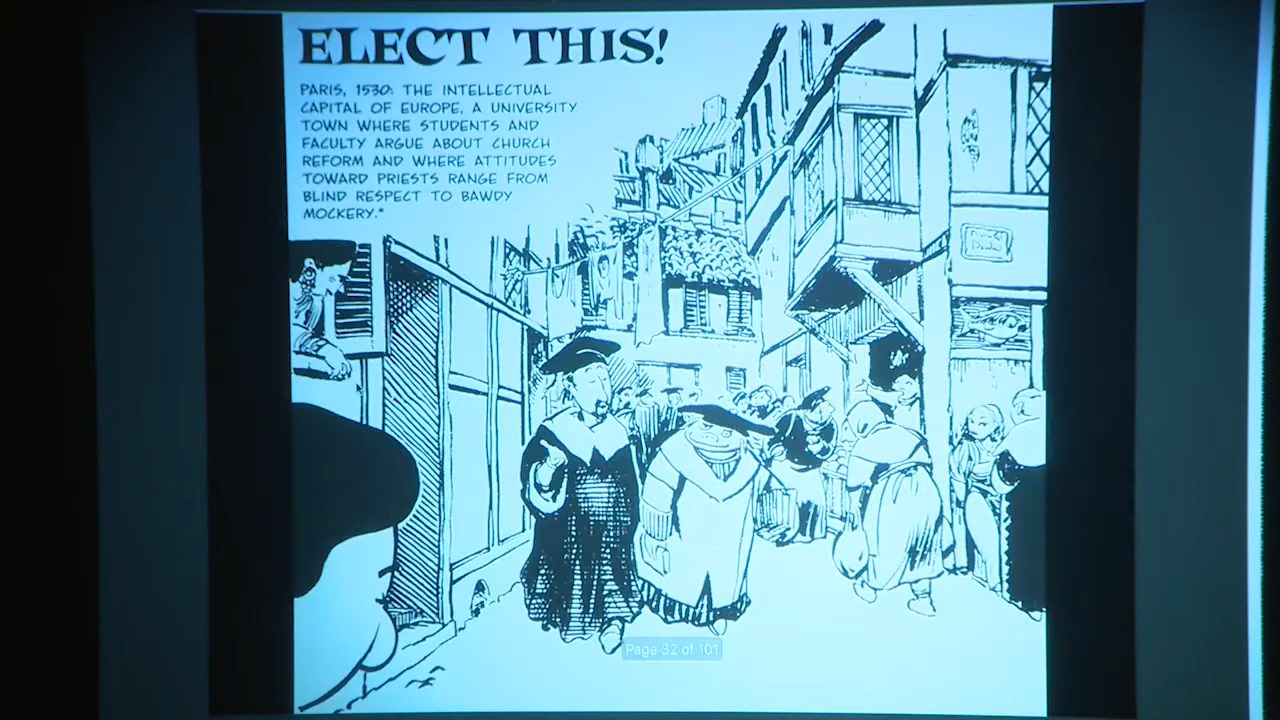 ELECT THIS!
PARIS, 1530: THE INTELLECTUAL
CAPITAL OF EUROPE, A UNIVERSITY
TOWN WHERE STUDENTS AND
FACULTY ARGUE ABOUT CHURCH
REFORM AND WHERE ATTITUDES
TOWARD PRIESTS RANGE FROM
BLIND RESPECT TO BAWDY
MOCKERY.*
Page 32 of 101